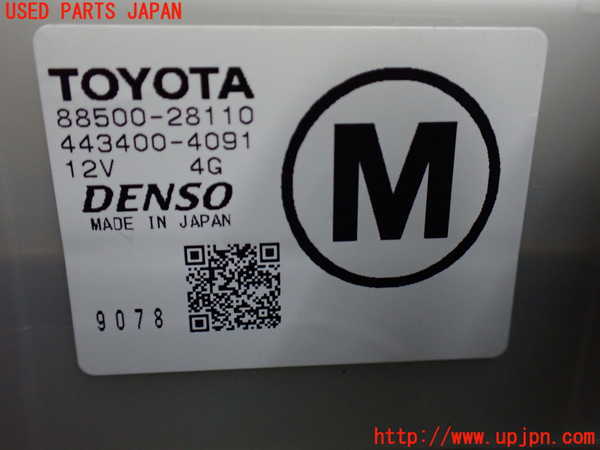 USED PARTS JAPAN
TOYOTA
88500-28110
443400-4091
12V 4G
DENSO
MADE IN JAPAN
M
9078
http://www.upjpn.com/